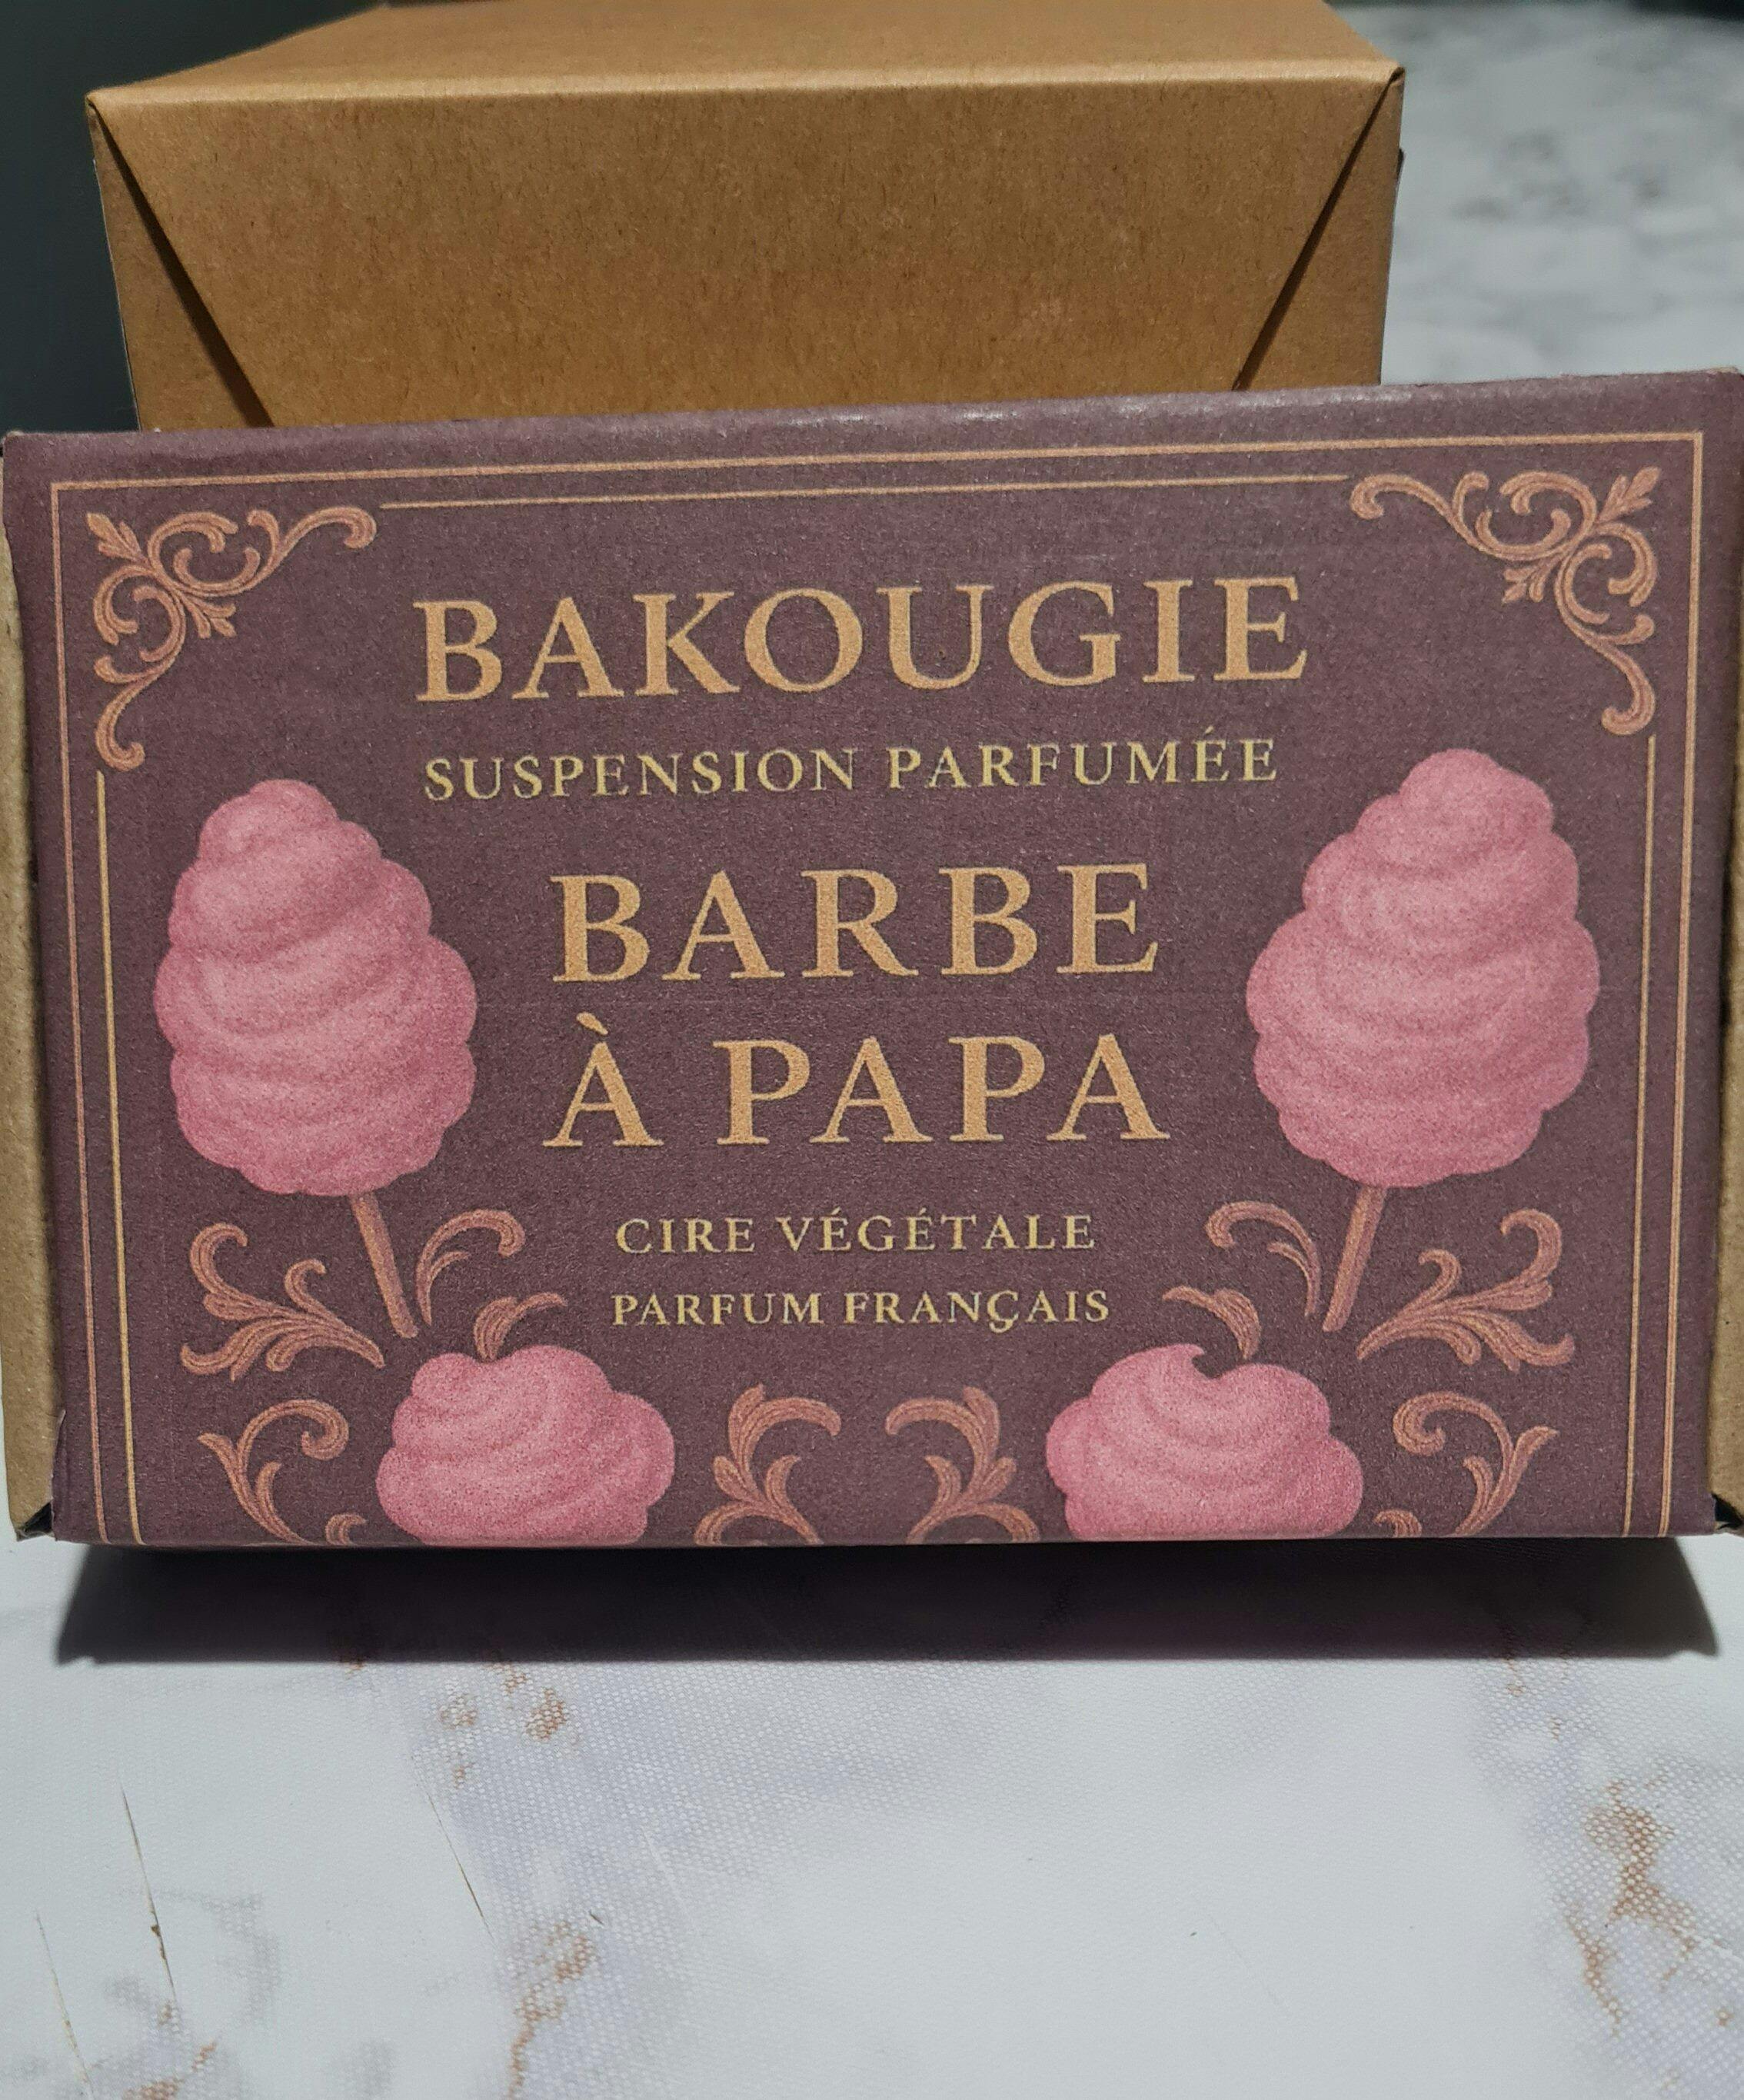 BAKOUGIE
SUSPENSION PARFUMÉE
BARBE
À PAPA
CIRE VÉGÉTALE
PARFUM FRANÇAIS